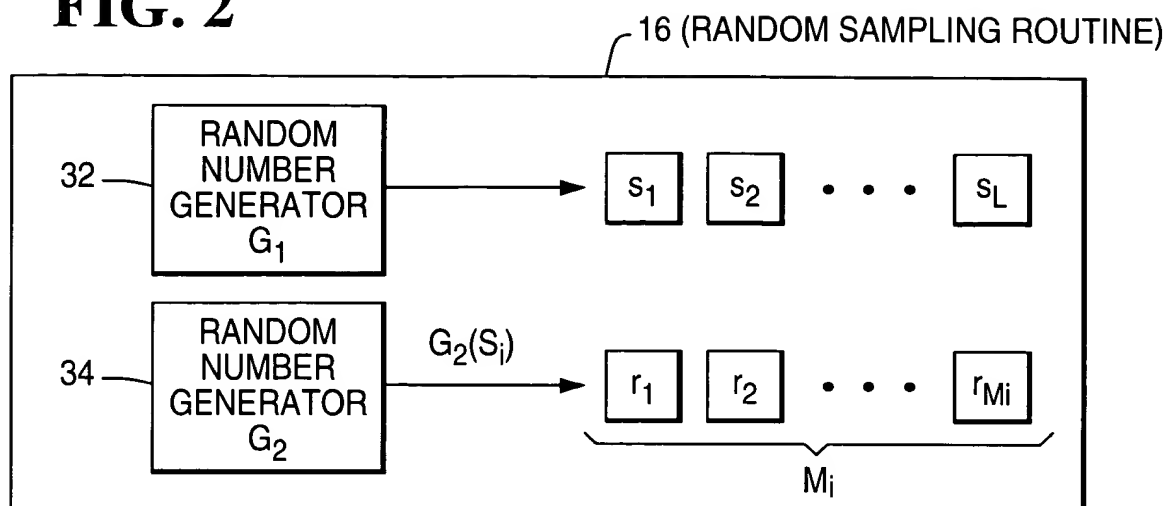 FIG. 2
16 (RANDOM SAMPLING ROUTINE)
RANDOM
NUMBER
GENERATOR
G1
32
s1 s2 • • • sL
RANDOM
NUMBER
GENERATOR
G2
34
G2(Si)
r1 r2 • • • rMi
Mi